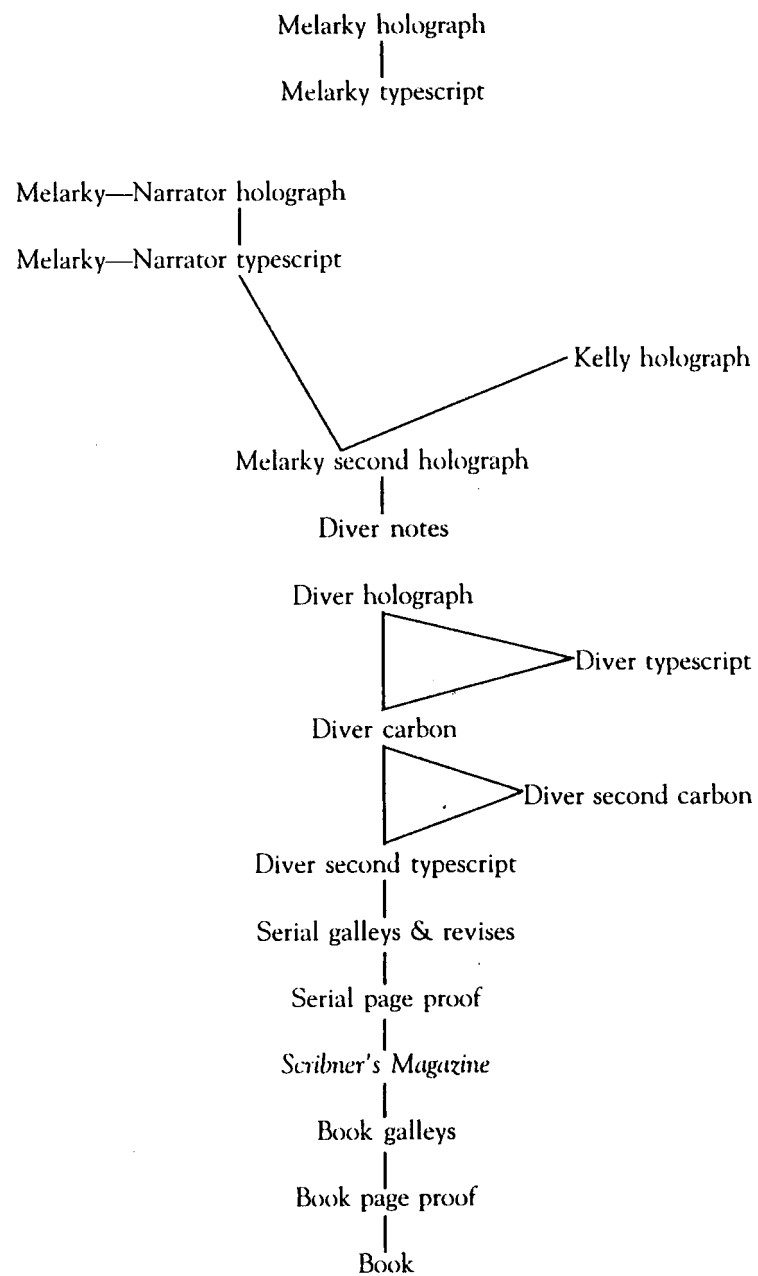 Melarky holograph
Melarky typescript
Melarky—Narrator holograph
Melarky—Narrator typescript
Kelly holograph
Melarky second holograph
Diver notes
Diver holograph
Diver typescript
Diver carbon
Diver second carbon
Diver second typescript
Serial galleys & revises
Serial page proof
Scribner's Magazine
Book galleys
Book page proof
Book